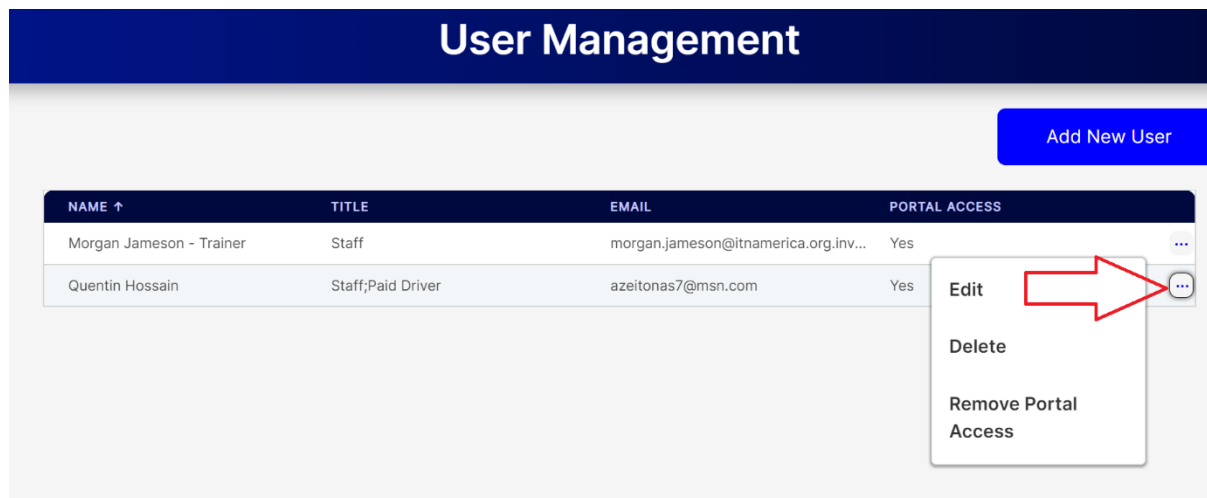 User Management
Add New User
NAME ↑ TITLE EMAIL PORTAL ACCESS
Morgan Jameson - Trainer Staff morgan.jameson@itnamerica.org.inv... Yes ...
Quentin Hossain Staff;Paid Driver azeitonas7@msn.com Yes ...
Edit
Delete
Remove Portal
Access